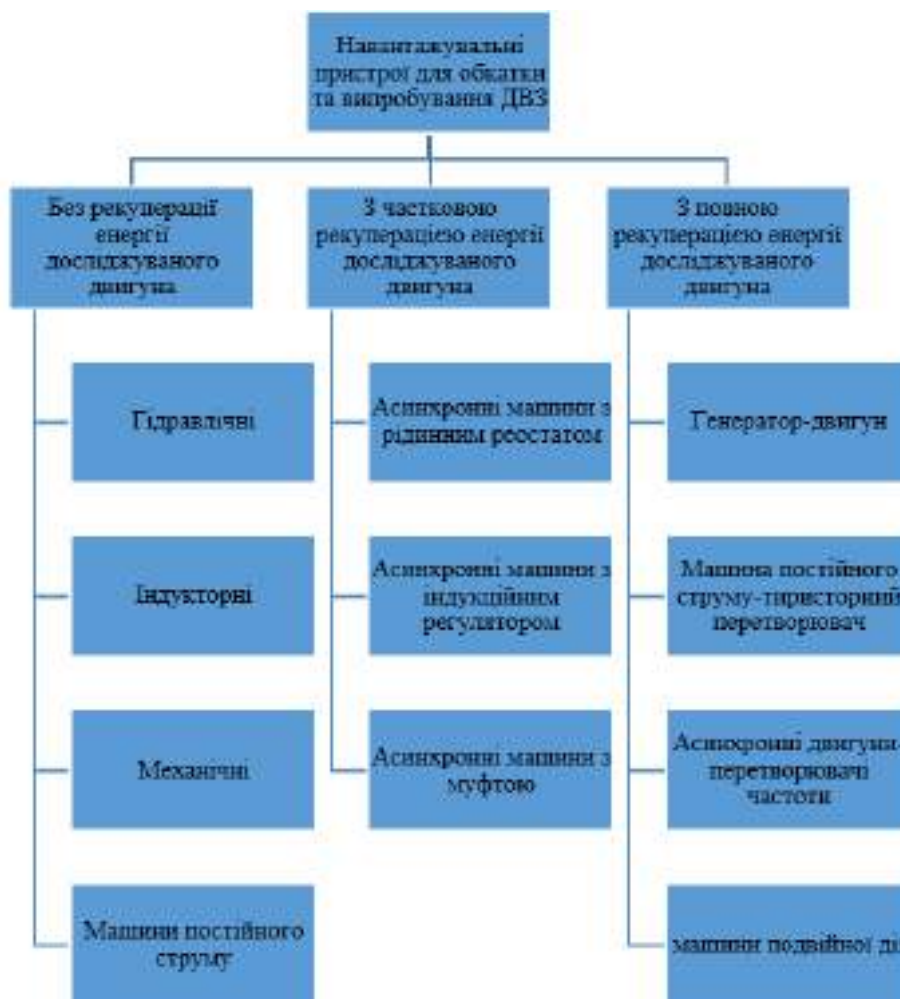 Навантажувальні
пристрої для обкатки
та випробування ДВЗ
Без рекуперації
енергії
досліджуваного
двигуна
З частковою
рекуперацією енергії
досліджуваного
двигуна
З повною
рекуперацією енергії
досліджуваного
двигуна
Гідравлічні
Індукторні
Механічні
Машини постійного
струму
Асинхронні машини з
рідинним реостатом
Асинхронні машини з
індукційним
регулятором
Асинхронні машини з
муфтою
Генератор-двигун
Машина постійного
струму-тиристорний
перетворювач
Асинхронні двигуни-
перетворювачі
частоти
машини подвійної